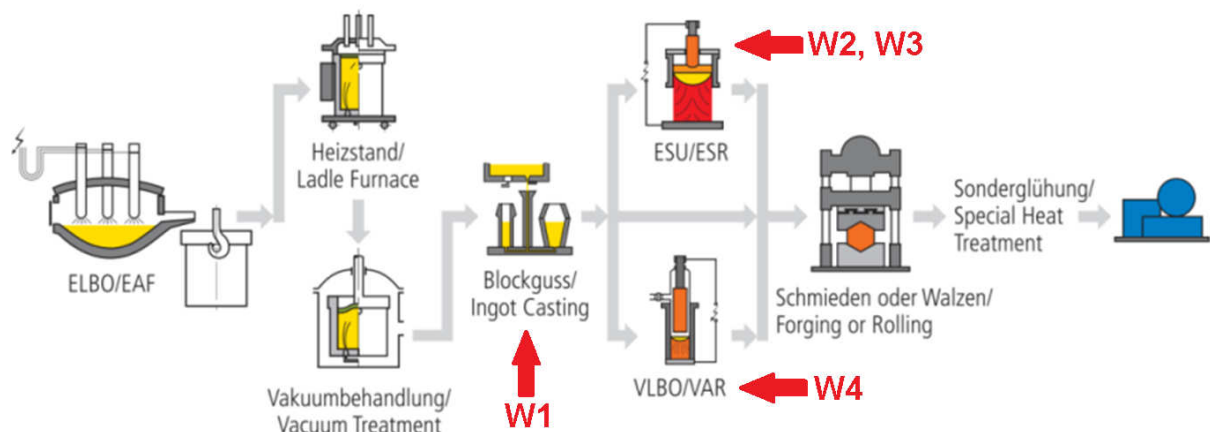 ELBO/EAF
Heizstand/
Ladle Furnace
Vakuumbehandlung/
Vacuum Treatment
Blockguss/
Ingot Casting
W1
W2, W3
ESU/ESR
VLBO/VAR
W4
Schmieden oder Walzen/
Forging or Rolling
Sonderglühung/
Special Heat
Treatment